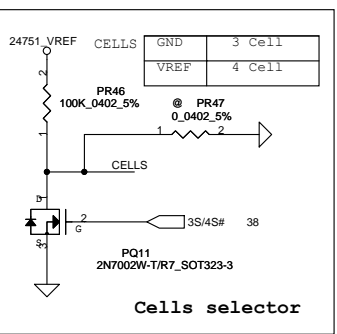 24751_VREF
CELLS GND 3 Cell
VREF 4 Cell
2
PR46
100K_0402_5%
1
@ PR47
0_0402_5%
1 2
CELLS
D
1
2
G
3S/4S# 38
S
3
PQ11
2N7002W-T/R7_SOT323-3
Cells selector